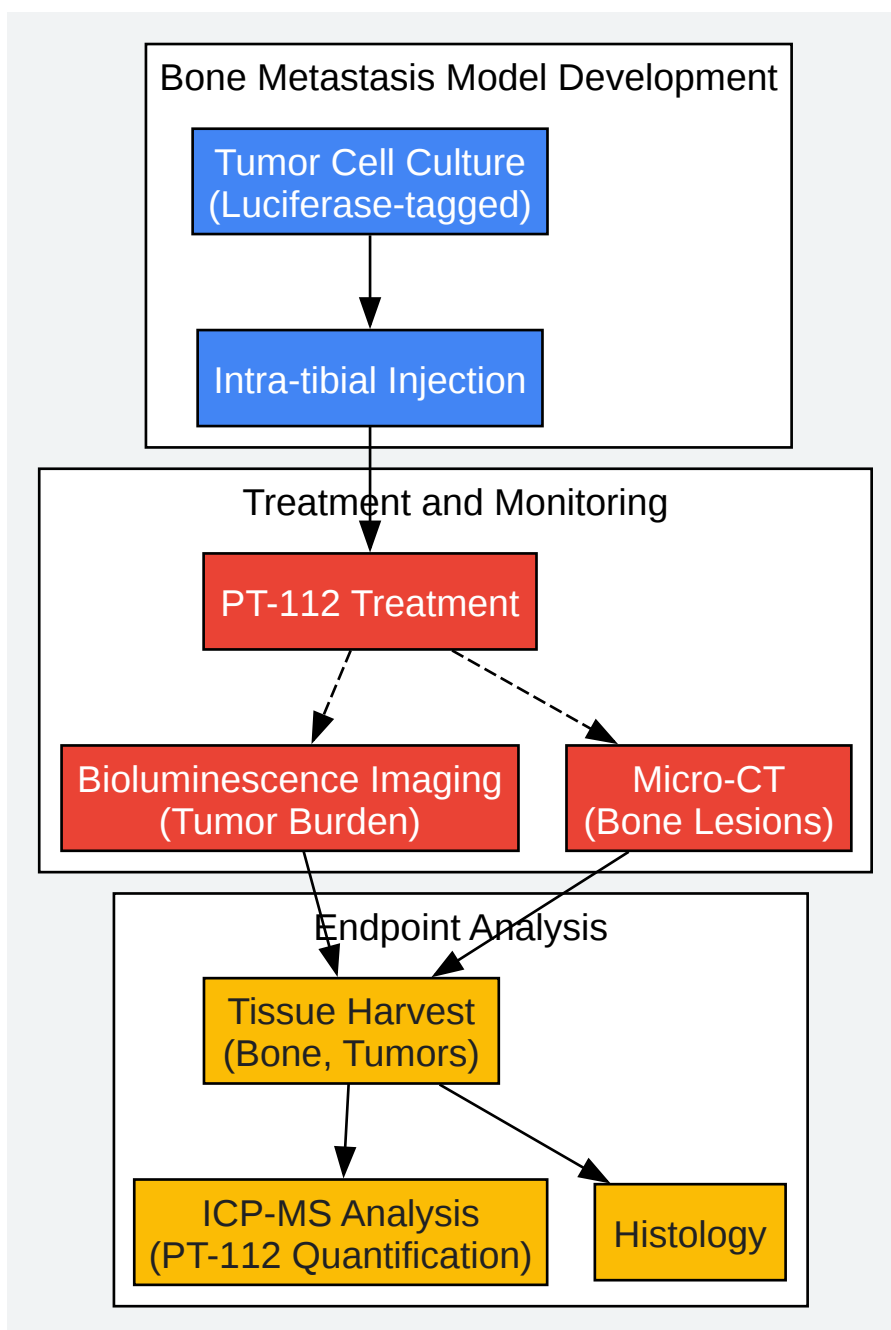 Bone Metastasis Model Development
Tumor Cell Culture
(Luciferase-tagged)
Intra-tibial Injection
Treatment and Monitoring
PT-112 Treatment
Bioluminescence Imaging
(Tumor Burden)
Micro-CT
(Bone Lesions)
Endpoint Analysis
Tissue Harvest
(Bone, Tumors)
ICP-MS Analysis
(PT-112 Quantification)
Histology